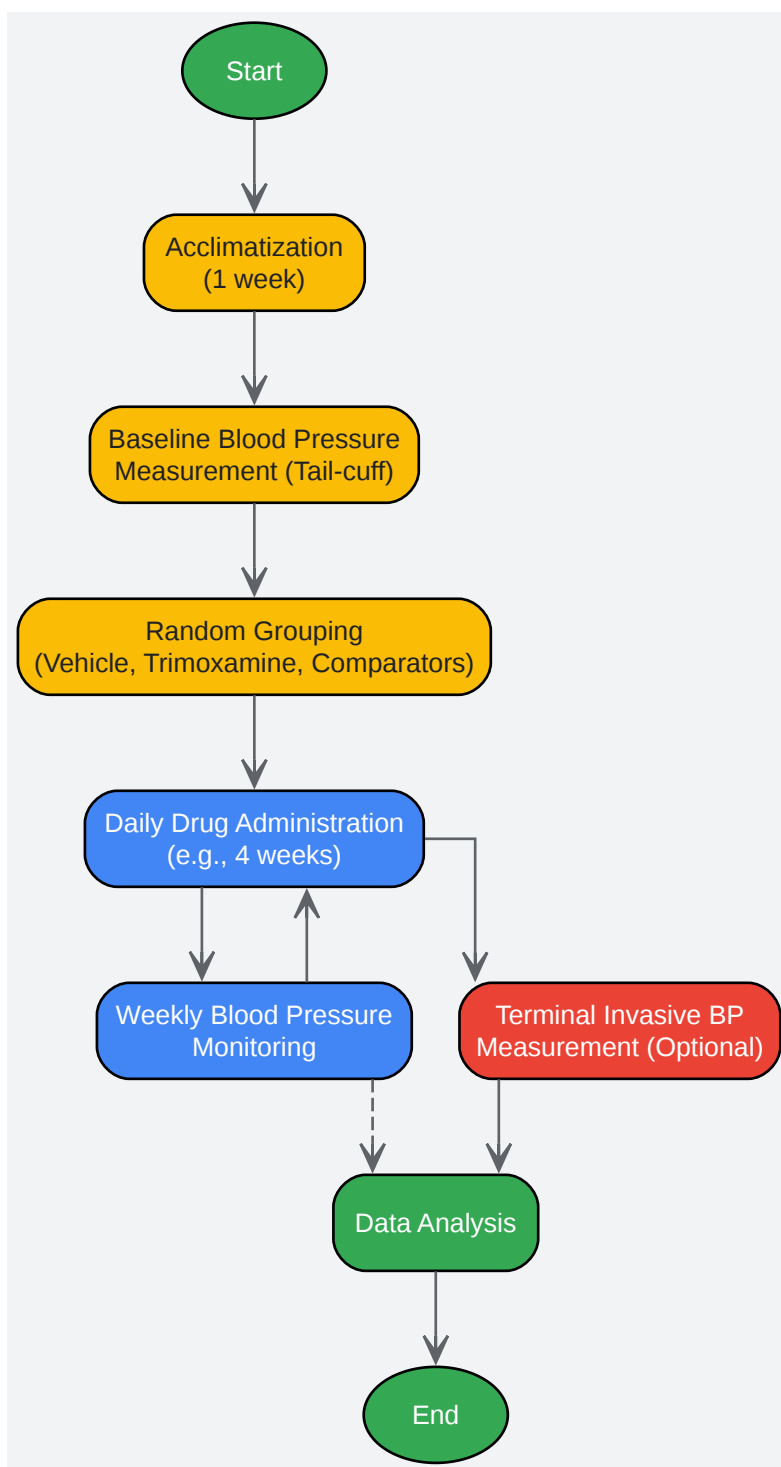 Start
Acclimatization
(1 week)
Baseline Blood Pressure
Measurement (Tail-cuff)
Random Grouping
(Vehicle, Trimoxamine, Comparators)
Daily Drug Administration
(e.g., 4 weeks)
Weekly Blood Pressure
Monitoring
Terminal Invasive BP
Measurement (Optional)
Data Analysis
End